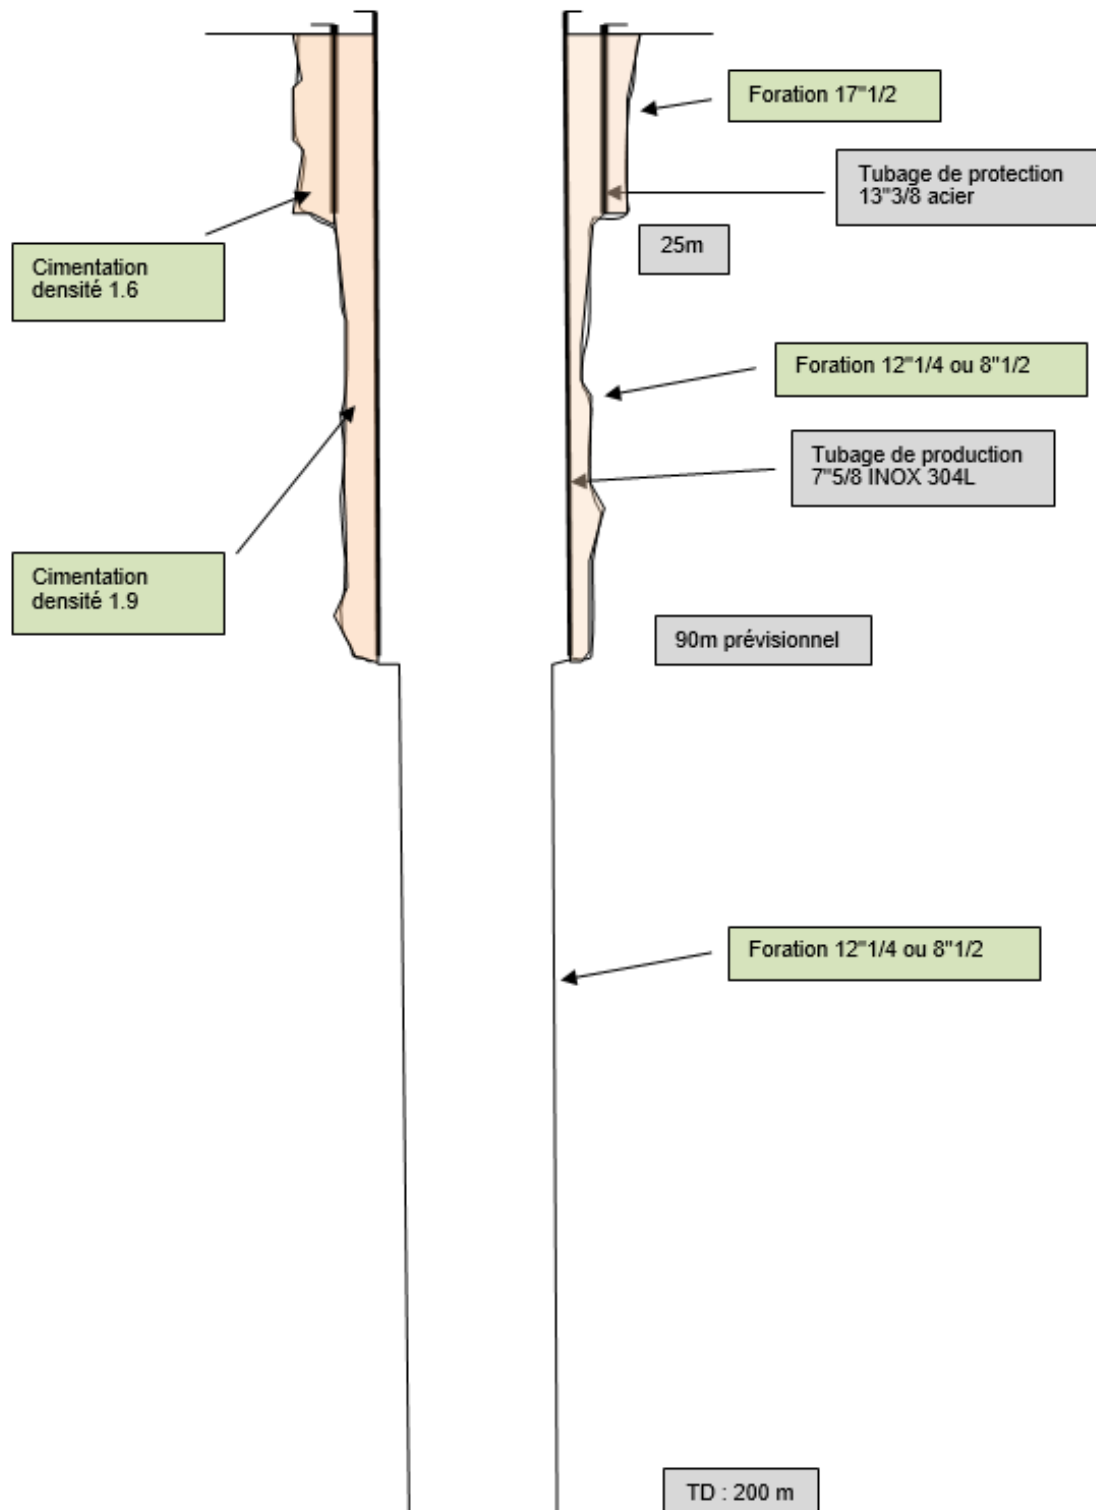 Foration 17"1/2
Tubage de protection
13"3/8 acier
25m
Cimentation
densité 1.6
Foration 12"1/4 ou 8"1/2
Tubage de production
7"5/8 INOX 304L
Cimentation
densité 1.9
90m prévisionnel
Foration 12"1/4 ou 8"1/2
TD : 200 m